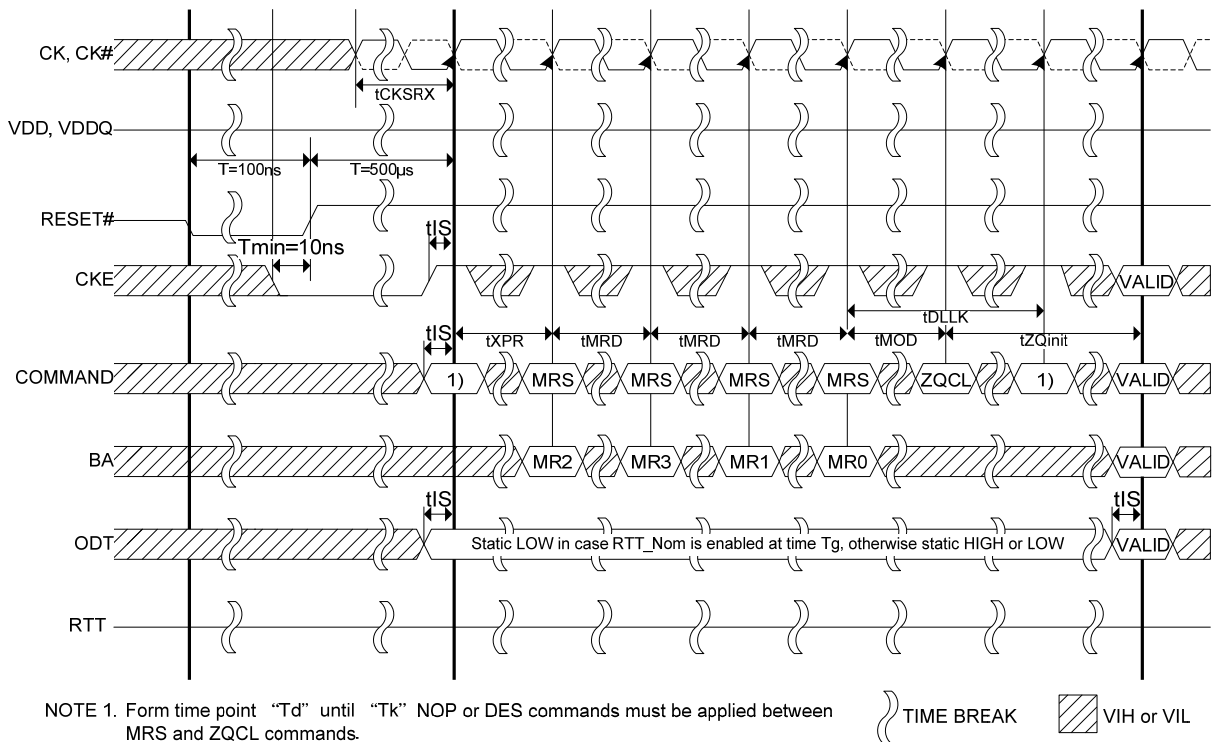 CK, CK#
tCKSRX
VDD, VDDQ
T=100ns T=500μs
RESET#
tIS
Tmin=10ns
CKE VALID
tDLLK
tIS tXPR tMRD tMRD tMRD tMOD tZQinit
COMMAND 1) MRS MRS MRS MRS ZQCL 1) VALID
BA MR2 MR3 MR1 MR0 VALID
tIS tIS
ODT Static LOW in case RTT_Nom is enabled at time Tg, otherwise static HIGH or LOW VALID
RTT
NOTE 1. Form time point “Td” until “Tk” NOP or DES commands must be applied between
MRS and ZQCL commands.
TIME BREAK VIH or VIL